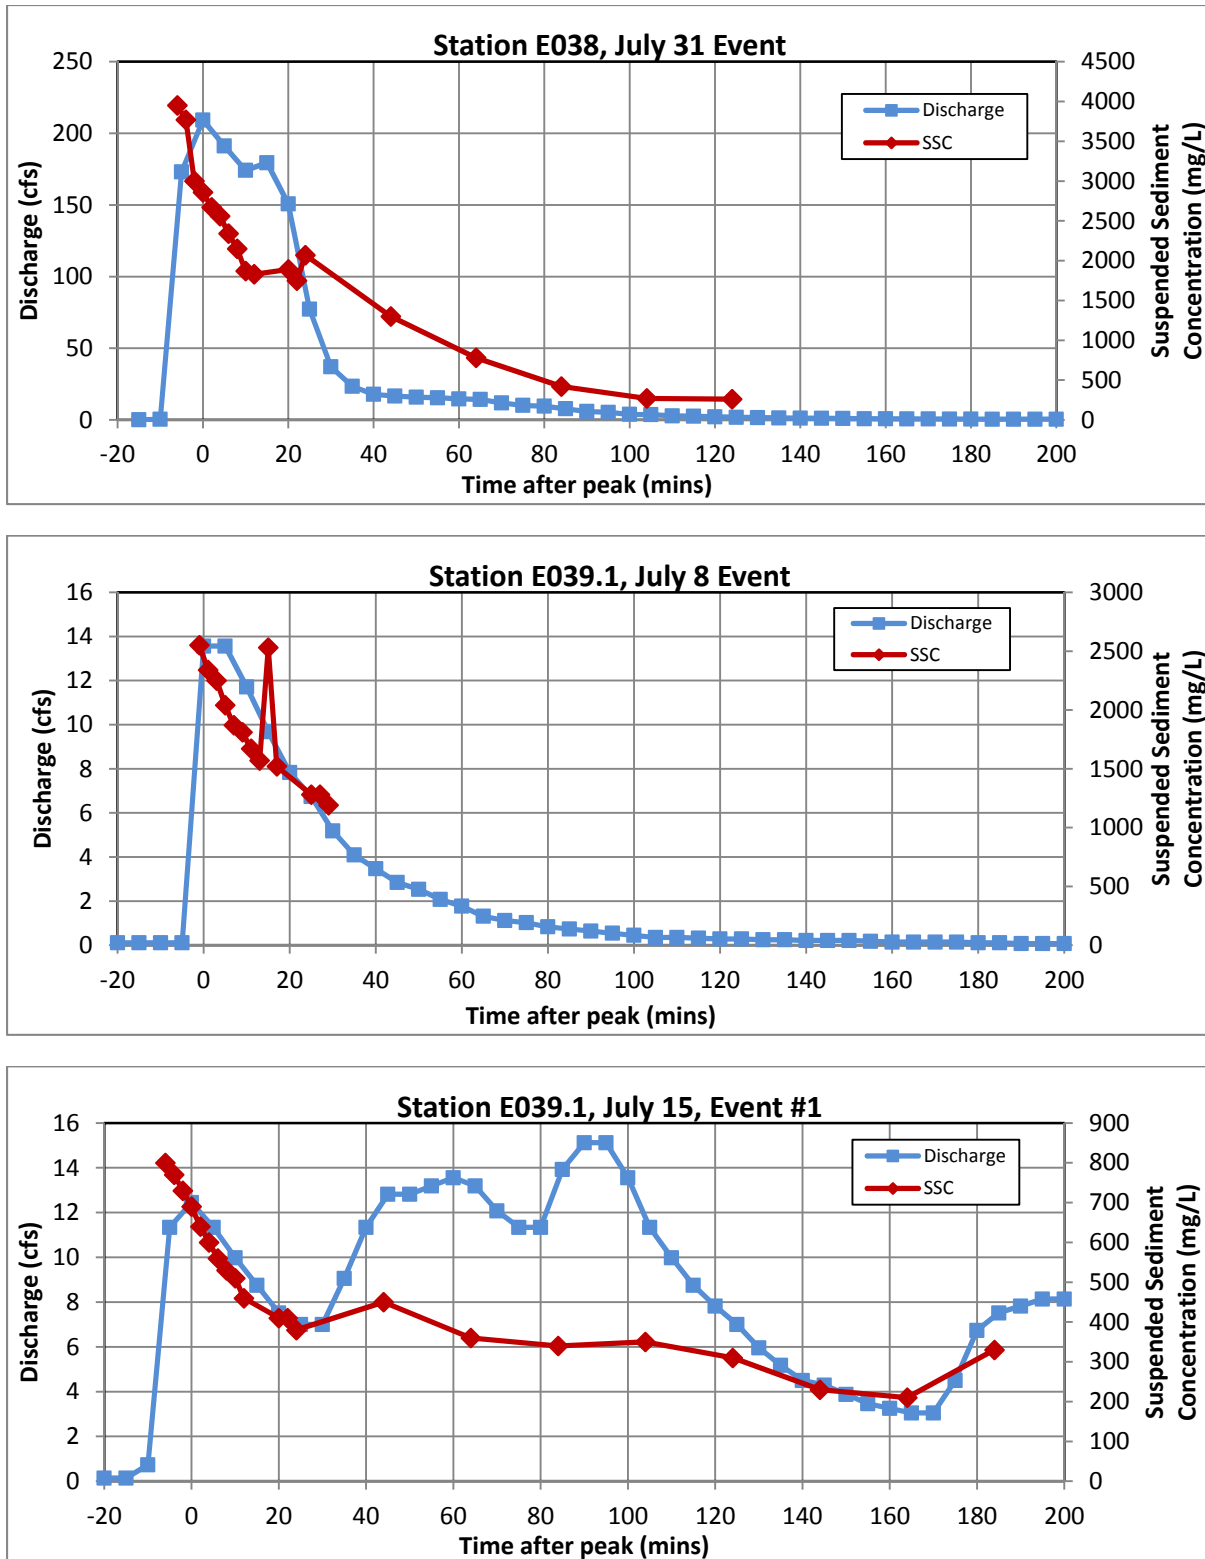 Station E038, July 31 Event
250
200
150
100
50
0
Discharge (cfs)
4500
4000
3500
3000
2500
2000
1500
1000
500
0
Suspended Sediment
Concentration (mg/L)
Discharge
SSC
-20 0 20 40 60 80 100 120 140 160 180 200
Time after peak (mins)
Station E039.1, July 8 Event
16
14
12
10
8
6
4
2
0
Discharge (cfs)
3000
2500
2000
1500
1000
500
0
Suspended Sediment
Concentration (mg/L)
Discharge
SSC
-20 0 20 40 60 80 100 120 140 160 180 200
Time after peak (mins)
Station E039.1, July 15, Event #1
16
14
12
10
8
6
4
2
0
Discharge (cfs)
900
800
700
600
500
400
300
200
100
0
Suspended Sediment
Concentration (mg/L)
Discharge
SSC
-20 0 20 40 60 80 100 120 140 160 180 200
Time after peak (mins)